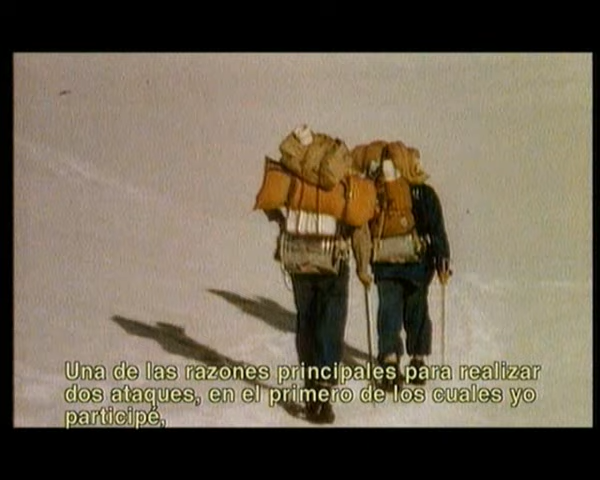 Una de las razones principales para realizar
dos ataques, en el primero de los cuales yo
participé,